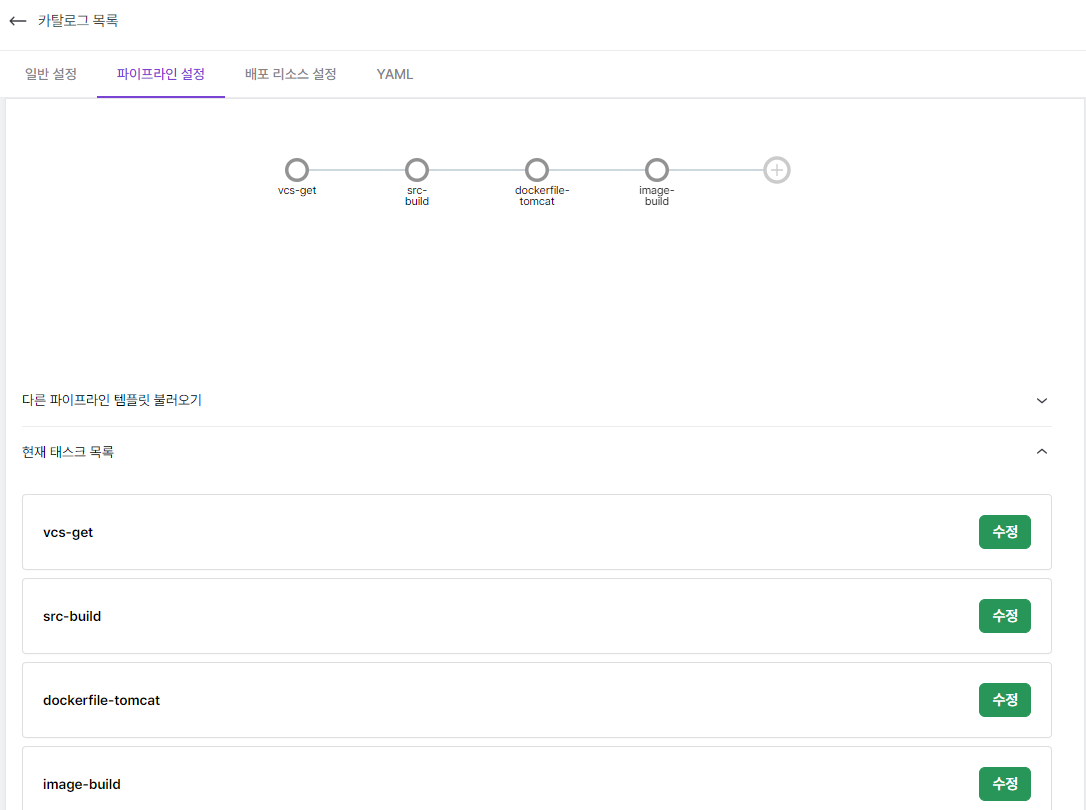 카탈로그 목록
일반 설정
파이프라인 설정
배포 리소스 설정
YAML
vcs-get
src-
build
dockerfile-
tomcat
image-
build
다른 파이프라인 템플릿 불러오기
현재 태스크 목록
vcs-get
수정
src-build
수정
dockerfile-tomcat
수정
image-build
수정